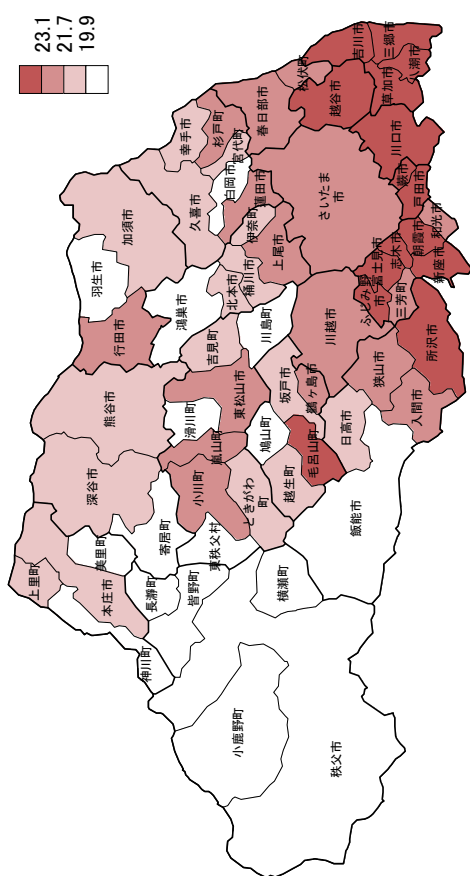 23.1
21.7
19.9
上里町
本庄市
神川町
美里町
深谷市
熊谷市
寄居町
長瀞町
皆野町
東秩父村
小鹿野町
秩父市
横瀬町
行田市
羽生市
加須市
鴻巣市
吉見町
滑川町
嵐山町
東松山市
小川町
ときがわ
町
越生町
毛呂山町
鳩山町
坂戸市
鶴ヶ島市
日高市
飯能市
入間市
狭山市
所沢市
川越市
川島町
北本市
桶川市
伊奈町
上尾市
蓮田市
白岡市
宮代町
久喜市
幸手市
杉戸町
春日部市
松伏町
越谷市
吉川市
三郷市
八潮市
草加市
川口市
蕨市
戸田市
さいたま
市
和光市
朝霞市
志木市
新座市
富士見市
ふじみ野
市
三芳町